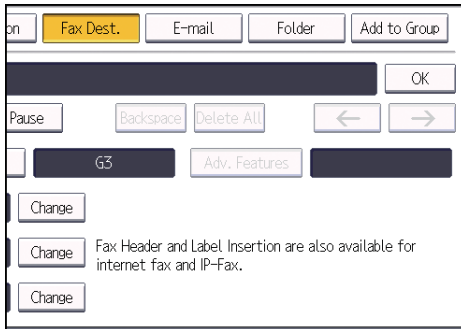 on Fax Dest. E-mail Folder Add to Group
OK
Pause Backspace Delete All ← →
G3 Adv. Features
Change
Change Fax Header and Label Insertion are also available for
internet fax and IP-Fax.
Change